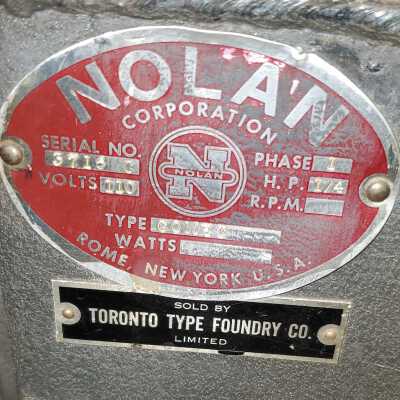 NOLAN
CORPORATION
SERIAL NO.
VOLTS 110
N
NOLAN
PHASE 1
H.P. 1/4
R.P.M.
TYPE
WATTS
ROME, NEW YORK U.S.A.
SOLD BY
TORONTO TYPE FOUNDRY CO.
LIMITED